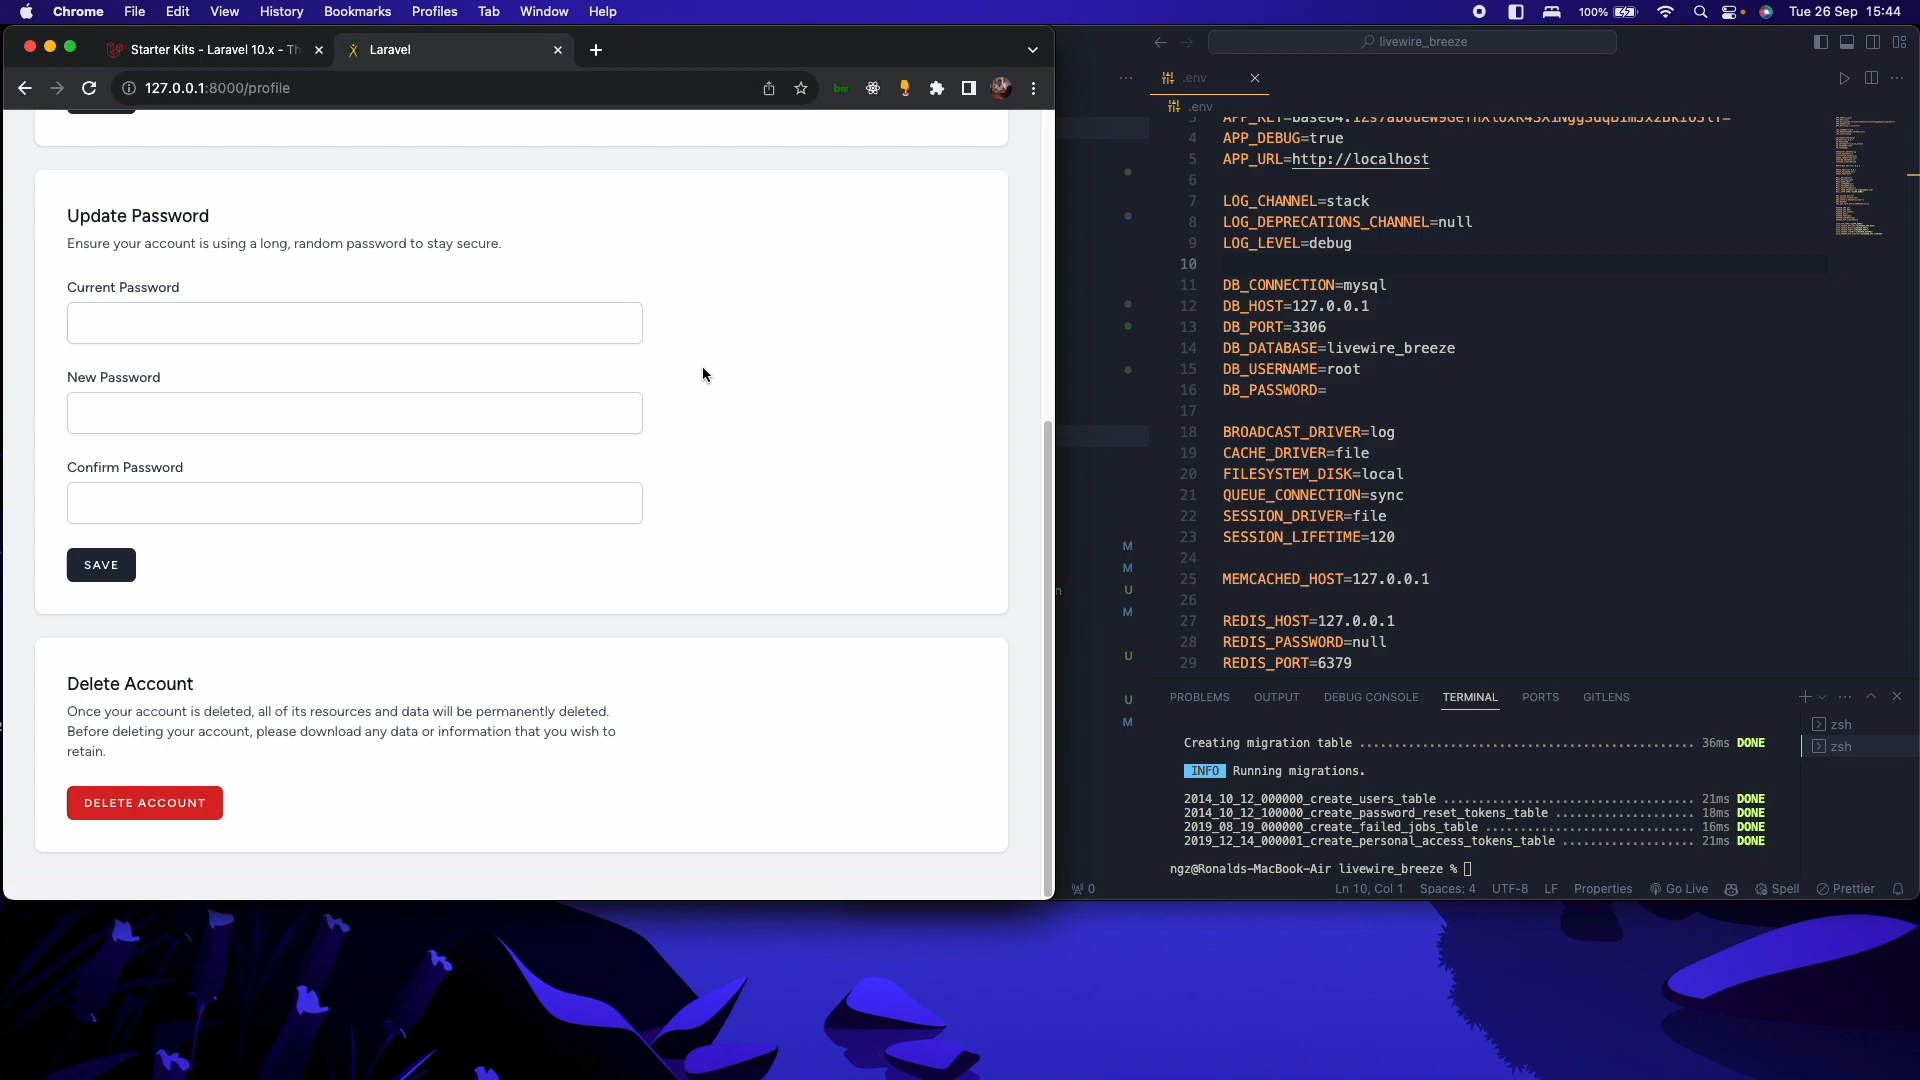 Chrome File Edit View History Bookmarks Profiles Tab Window Help
100% Tue 26 Sep 15:44
Starter Kits - Laravel 10.x - Th
Laravel
127.0.0.1:8000/profile
bw
Update Password
Ensure your account is using a long, random password to stay secure.
Current Password
New Password
Confirm Password
SAVE
Delete Account
Once your account is deleted, all of its resources and data will be permanently deleted.
Before deleting your account, please download any data or information that you wish to
retain.
DELETE ACCOUNT
livewire_breeze
.env
.env
4 APP_DEBUG=true
5 APP_URL=http://localhost
6
7 LOG_CHANNEL=stack
8 LOG_DEPRECATIONS_CHANNEL=null
9 LOG_LEVEL=debug
10
11 DB_CONNECTION=mysql
12 DB_HOST=127.0.0.1
13 DB_PORT=3306
14 DB_DATABASE=livewire_breeze
15 DB_USERNAME=root
16 DB_PASSWORD=
17
18 BROADCAST_DRIVER=log
19 CACHE_DRIVER=file
20 FILESYSTEM_DISK=local
21 QUEUE_CONNECTION=sync
22 SESSION_DRIVER=file
23 SESSION_LIFETIME=120
24
25 MEMCACHED_HOST=127.0.0.1
26
27 REDIS_HOST=127.0.0.1
28 REDIS_PASSWORD=null
29 REDIS_PORT=6379
M
M
n U
M
U
U
M
PROBLEMS OUTPUT DEBUG CONSOLE TERMINAL PORTS GITLENS
zsh
zsh
Creating migration table ........................................ 36ms DONE
INFO Running migrations.
2014_10_12_000000_create_users_table .............................. 21ms DONE
2014_10_12_100000_create_password_reset_tokens_table ................. 18ms DONE
2019_08_19_000000_create_failed_jobs_table ......................... 16ms DONE
2019_12_14_000001_create_personal_access_tokens_table ................ 21ms DONE
ngz@Ronalds-MacBook-Air livewire_breeze %
0 Ln 10, Col 1 Spaces: 4 UTF-8 LF Properties Go Live Spell Prettier